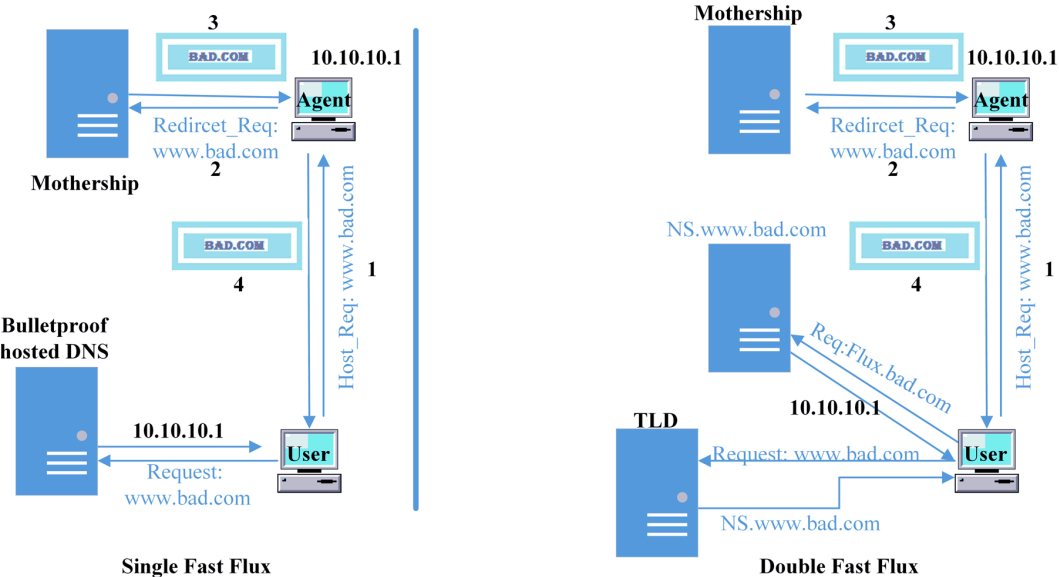 3
BAD.COM
10.10.10.1
Agent
Redircet_Req:
www.bad.com
2
Mothership
BAD.COM
4
Host_Req: www.bad.com
1
Bulletproof
hosted DNS
10.10.10.1
User
Request:
www.bad.com
Single Fast Flux
Mothership
3
BAD.COM
10.10.10.1
Agent
Redircet_Req:
www.bad.com
2
NS.www.bad.com
BAD.COM
4
Host_Req: www.bad.com
1
Req:Flux.bad.com
10.10.10.1
TLD
User
Request: www.bad.com
NS.www.bad.com
Double Fast Flux